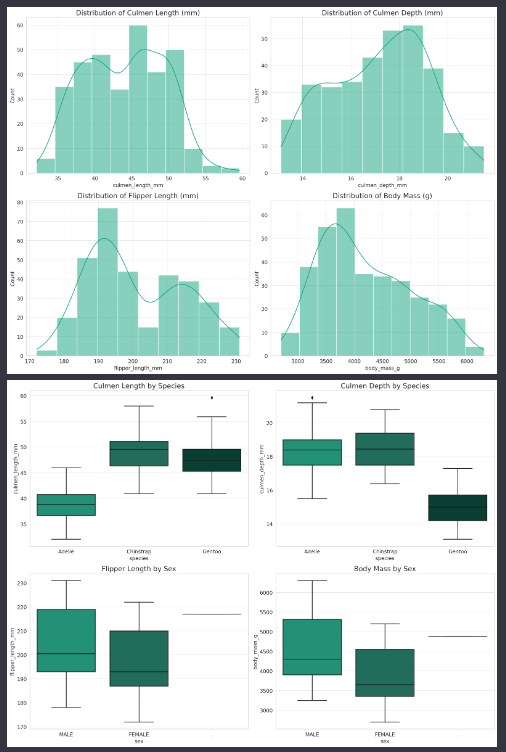 Distribution of Culmen Length (mm)
60
50
40
30
20
10
0
Count
35
40
45
50
55
60
culmen_length_mm
Distribution of Culmen Depth (mm)
50
40
30
20
10
0
Count
14
16
18
20
culmen_depth_mm
Distribution of Flipper Length (mm)
80
70
60
50
40
30
20
10
0
Count
170
180
190
200
210
220
230
flipper_length_mm
Distribution of Body Mass (g)
60
50
40
30
20
10
0
Count
3000
3500
4000
4500
5000
5500
6000
body_mass_g
Culmen Length by Species
60
55
50
45
40
35
culmen_length_mm
Adelie
Chinstrap
Gentoo
species
Culmen Depth by Species
20
18
16
14
culmen_depth_mm
Adelie
Chinstrap
Gentoo
species
Flipper Length by Sex
230
220
210
200
190
180
170
flipper_length_mm
MALE
FEMALE
.
sex
Body Mass by Sex
6000
5500
5000
4500
4000
3500
3000
body_mass_g
MALE
FEMALE
.
sex